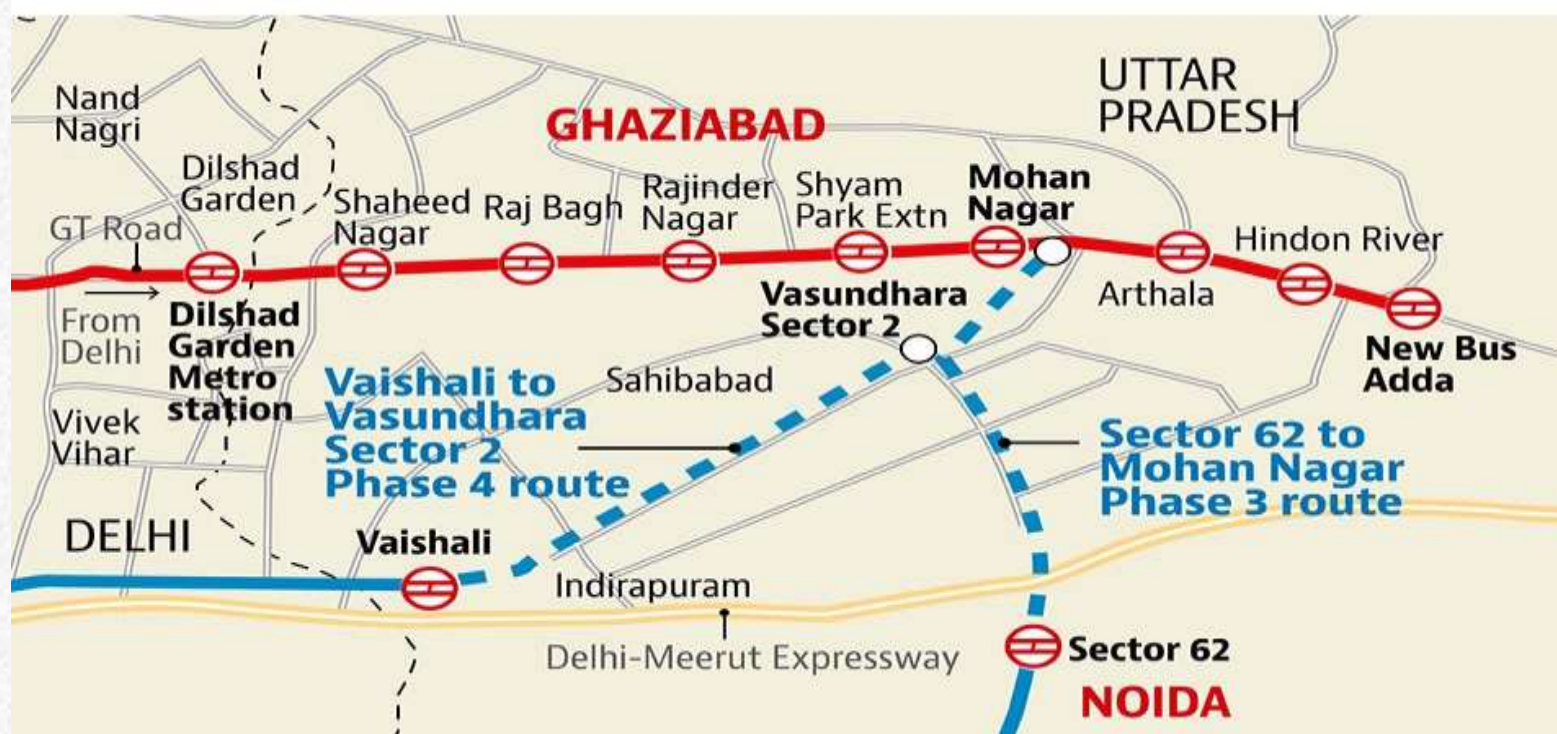 UTTAR
PRADESH
Nand
Nagri
GHAZIABAD
Dilshad
Garden
Shaheed
Nagar
Raj Bagh
Rajinder
Nagar
Shyam
Park Extn
Mohan
Nagar
GT Road
Hindon River
From
Delhi
Dilshad
Garden
Metro
station
Vasundhara
Sector 2
Arthala
New Bus
Adda
Vaishali to
Vasundhara
Sector 2
Phase 4 route
Sahibabad
Vivek
Vihar
Sector 62 to
Mohan Nagar
Phase 3 route
DELHI
Vaishali
Indirapuram
Delhi-Meerut Expressway
Sector 62
NOIDA